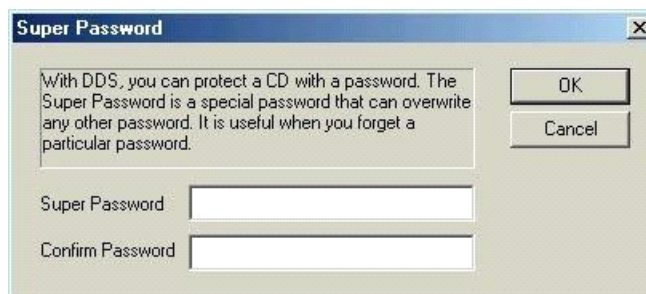 Super Password
With DDS, you can protect a CD with a password. The
Super Password is a special password that can overwrite
any other password. It is useful when you forget a
particular password.
OK
Cancel
Super Password
Confirm Password